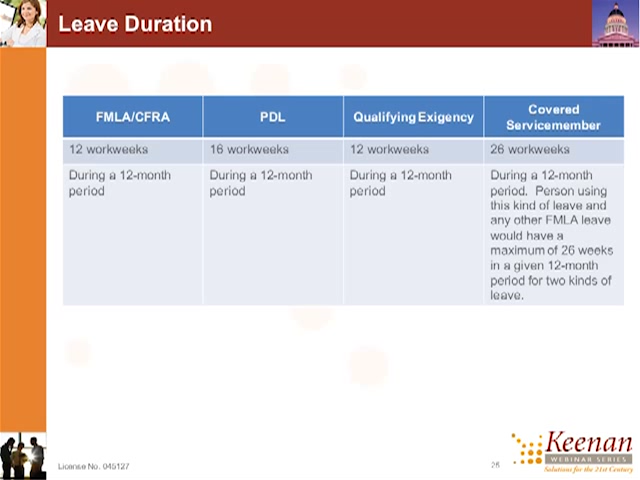 Leave Duration
FMLA/CFRA
PDL
Qualifying Exigency
Covered
Servicemember
12 workweeks
16 workweeks
12 workweeks
26 workweeks
During a 12-month
period
During a 12-month
period
During a 12-month
period
During a 12-month
period. Person using
this kind of leave and
any other FMLA leave
would have a
maximum of 26 weeks
in a given 12-month
period for two kinds of
leave.
License No. 045127
26
Keenan
WEBINAR SERIES
Solutions for the 21st Century